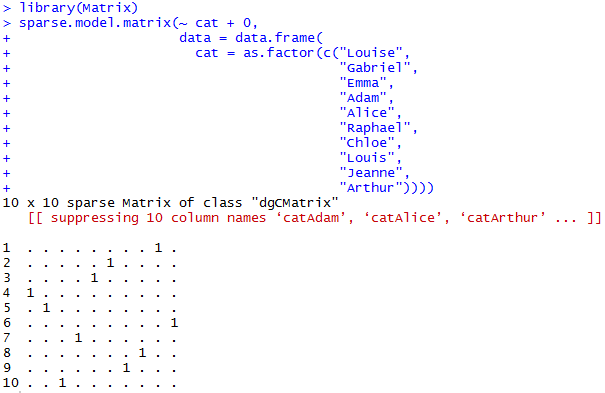 > library(Matrix)
> sparse.model.matrix(~ cat + 0,
+                     data = data.frame(
+                       cat = as.factor(c("Louise",
+                                         "Gabriel",
+                                         "Emma",
+                                         "Adam",
+                                         "Alice",
+                                         "Raphael",
+                                         "Chloe",
+                                         "Louis",
+                                         "Jeanne",
+                                         "Arthur"))))
10 x 10 sparse Matrix of class "dgCMatrix"
   [[ suppressing 10 column names ‘catAdam’, ‘catAlice’, ‘catArthur’ ... ]]
1  . . . . . . . . 1 .
2  . . . . . 1 . . . .
3  . . . . 1 . . . . .
4  1 . . . . . . . . .
5  . 1 . . . . . . . .
6  . . . . . . . . . 1
7  . . . 1 . . . . . .
8  . . . . . . . 1 . .
9  . . . . . . 1 . . .
10 . . 1 . . . . . . .